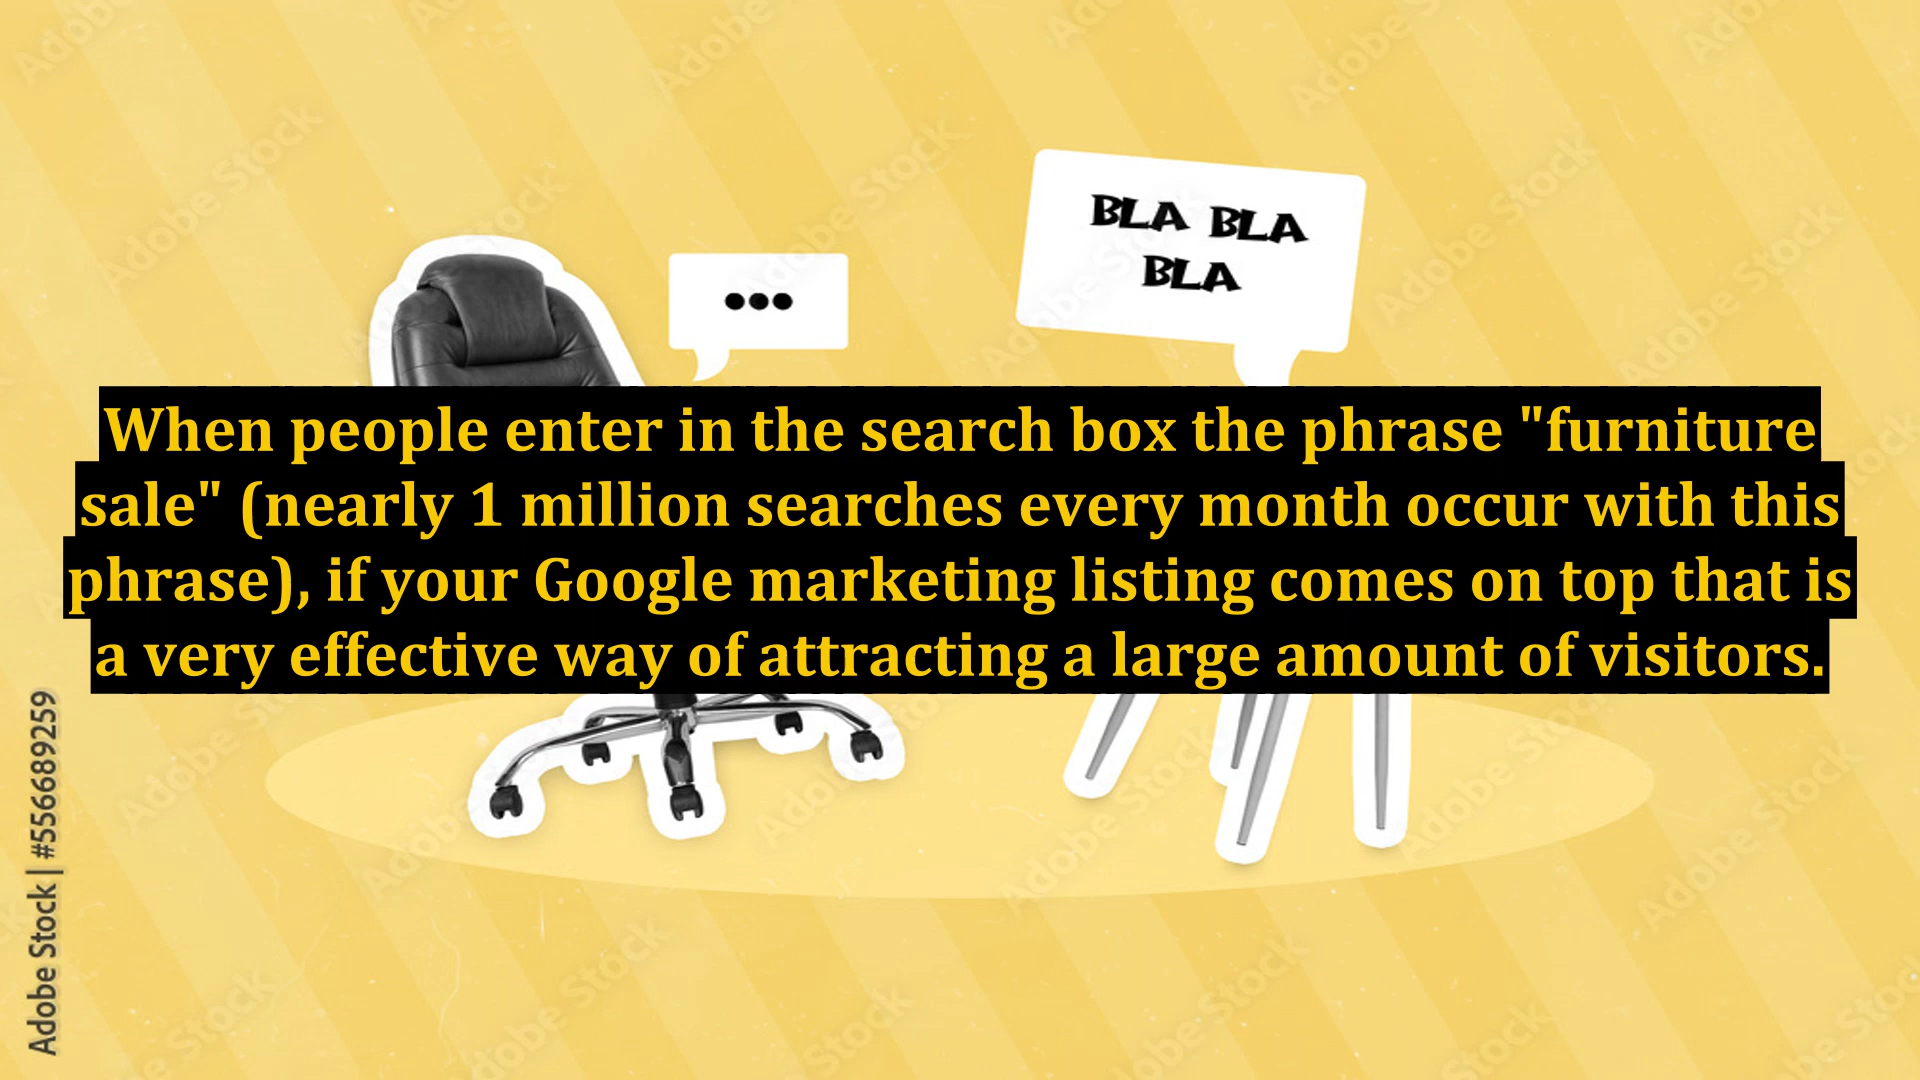 BLA BLA
BLA
•••
When people enter in the search box the phrase "furniture
sale" (nearly 1 million searches every month occur with this
phrase), if your Google marketing listing comes on top that is
a very effective way of attracting a large amount of visitors.
Adobe Stock | #556689259
Adobe Stock